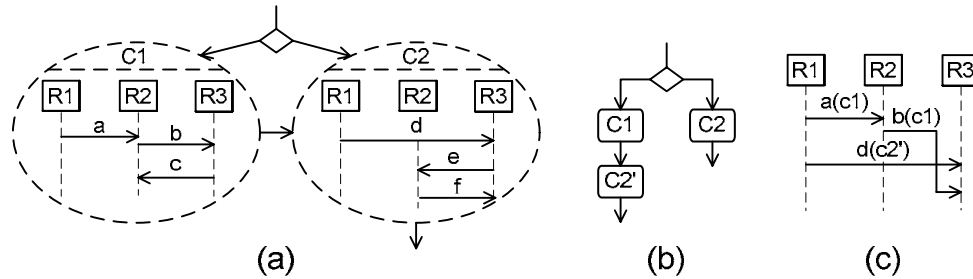 C1
R1 R2 R3
a
b
c
C2
R1 R2 R3
d
e
f
(a)
C1 C2
C2'
(b)
R1 R2 R3
a(c1)
b(c1)
d(c2')
(c)